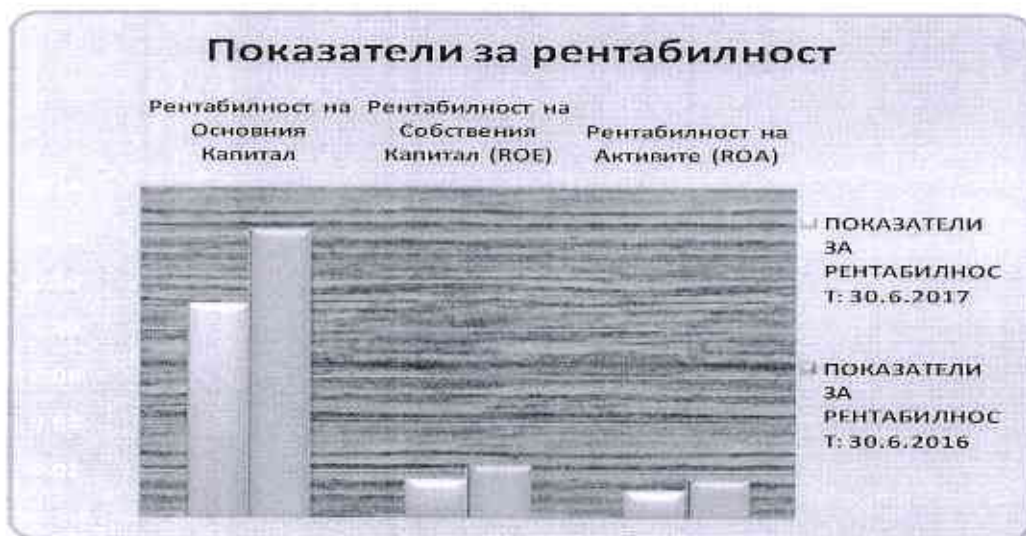 Показатели за рентабилност
Рентабилност на
Основния
Капитал
Рентабилност на
Собствения
Капитал (ROE)
Рентабилност на
Активите (ROA)
ПОКАЗАТЕЛИ
ЗА
РЕНТАБИЛНОС
Т: 30.6.2017
ПОКАЗАТЕЛИ
ЗА
РЕНТАБИЛНОС
Т: 30.6.2016